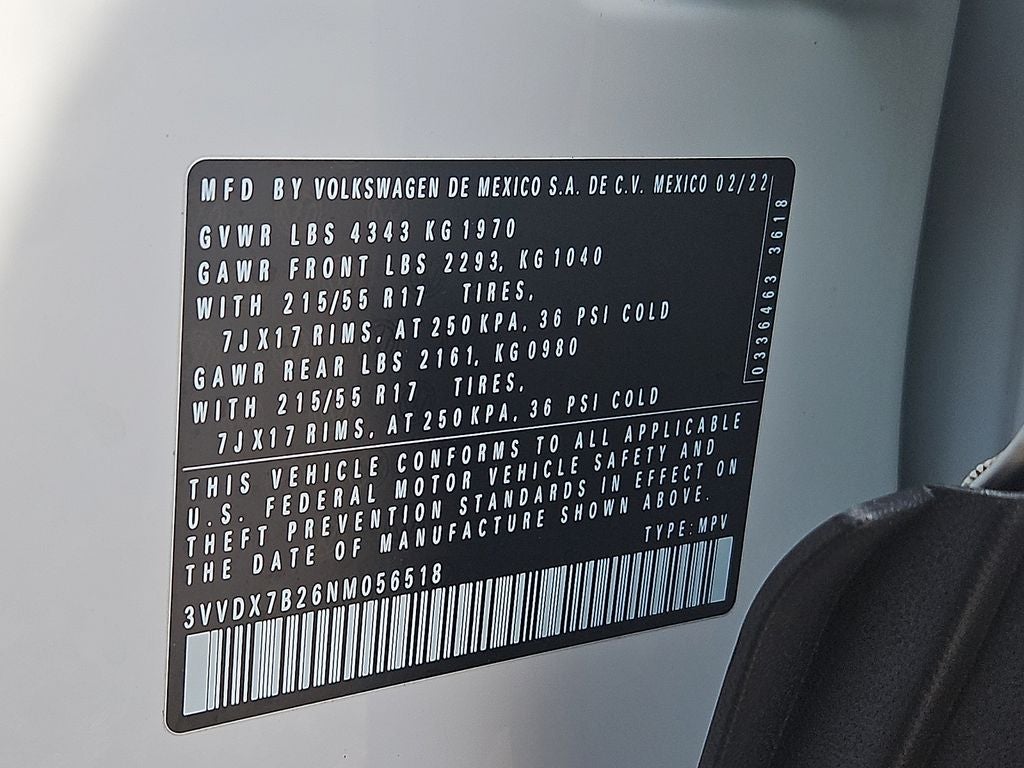 MFD BY VOLKSWAGEN DE MEXICO S.A. DE C.V. MEXICO 02/22
GVWR LBS 4343 KG 1970
GAWR FRONT LBS 2293, KG 1040
WITH 215/55 R17 TIRES,
7JX17 RIMS, AT 250 KPA, 36 PSI COLD
GAWR REAR LBS 2161, KG 0980
WITH 215/55 R17 TIRES,
7JX17 RIMS, AT 250 KPA, 36 PSI COLD
0336463 3618
THIS VEHICLE CONFORMS TO ALL APPLICABLE
U.S. FEDERAL MOTOR VEHICLE SAFETY AND
THEFT PREVENTION STANDARDS IN EFFECT ON
THE DATE OF MANUFACTURE SHOWN ABOVE.
TYPE: MPV
3VVDX7B26NM056518